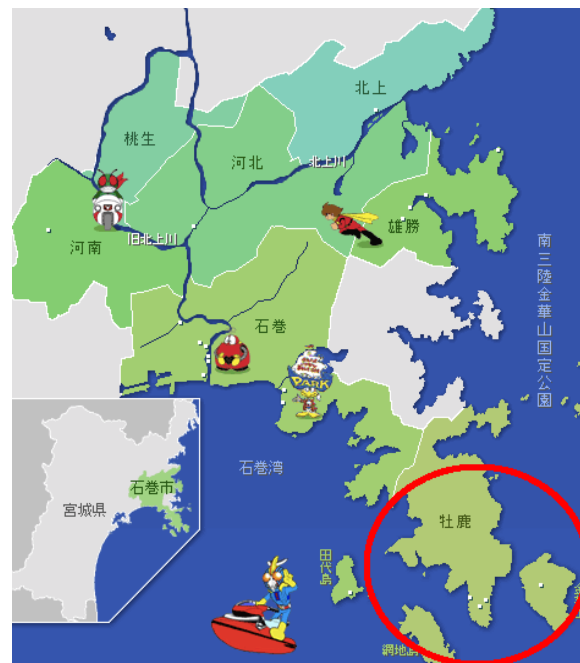 北上
桃生
河北
北上川
雄勝
河南
旧北上川
南三陸金華山国定公園
石巻
PARK
石巻湾
石巻市
宮城県
牡鹿
田代島
網地島